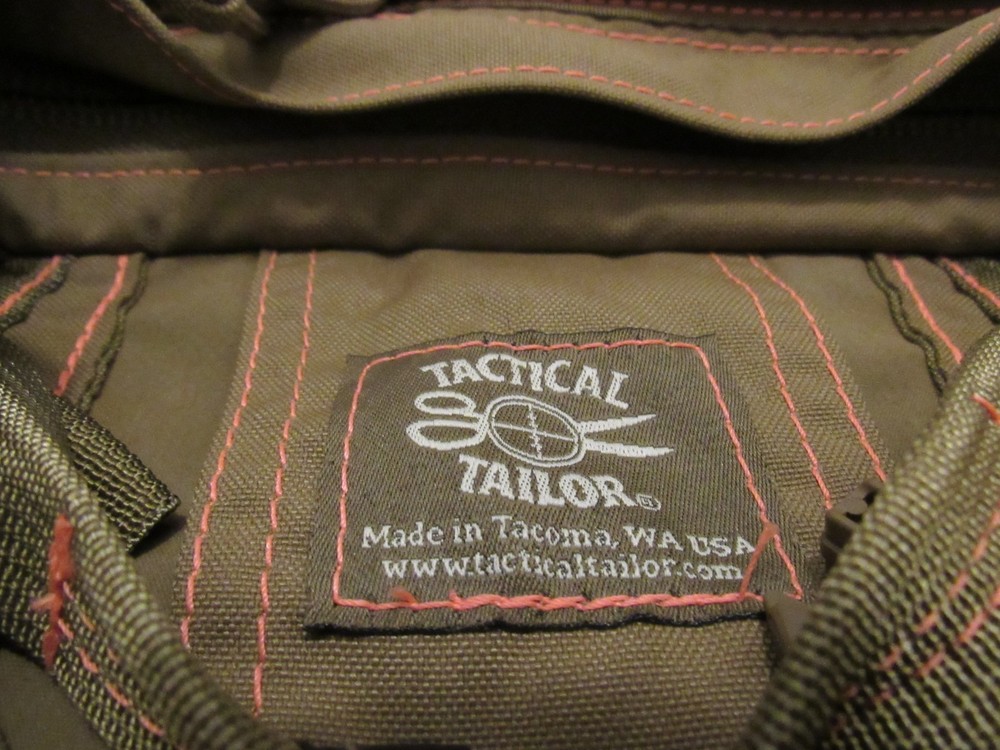 TACTICAL
TAILOR®
Made in Tacoma, WA USA
www.tacticaltailor.com